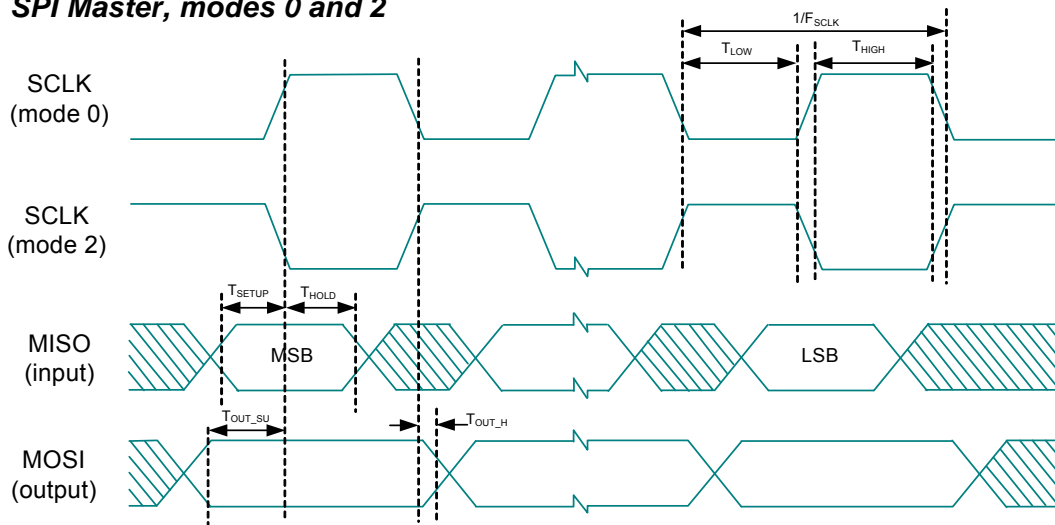 SPI Master, modes 0 and 2
1/FSCLK
TLOW
THIGH
SCLK
(mode 0)
SCLK
(mode 2)
TSETUP
THOLD
MISO
(input)
MSB
LSB
TOUT_SU
TOUT_H
MOSI
(output)